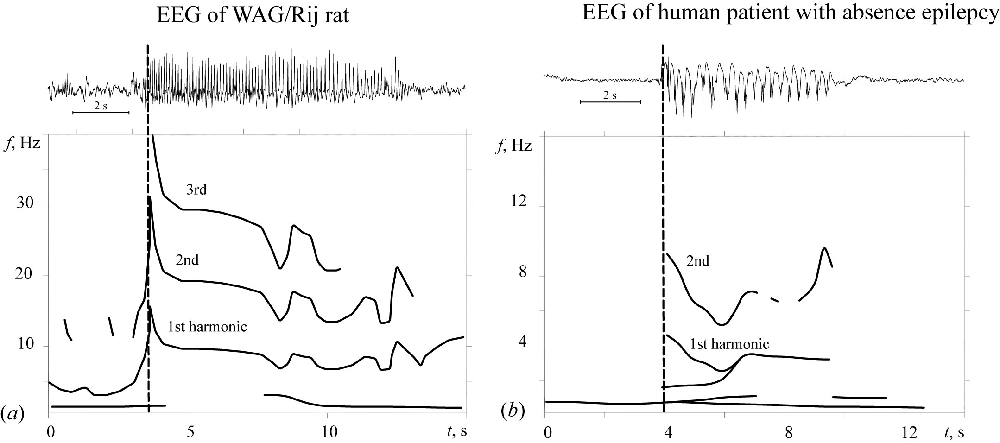 EEG of WAG/Rij rat
2 s
f, Hz
30
20
10
3rd
2nd
1st harmonic
(a)
0 5 10 t, s
EEG of human patient with absence epilepcy
2 s
f, Hz
12
8
4
2nd
1st harmonic
(b)
0 4 8 12 t, s